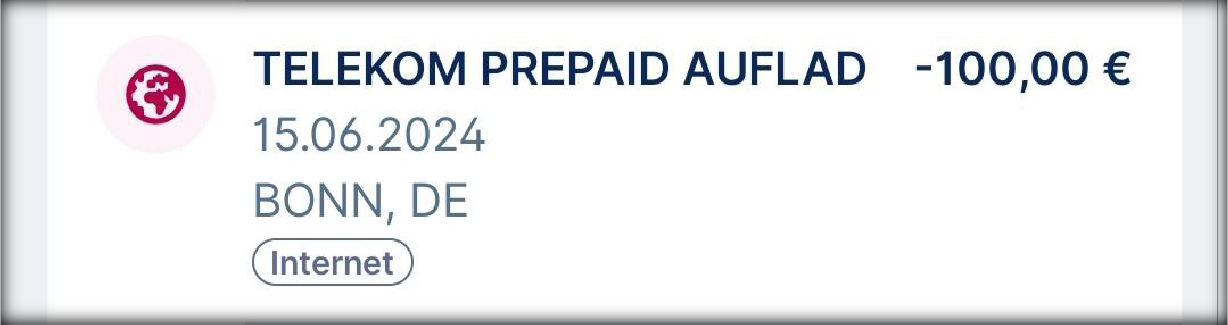 TELEKOM PREPAID AUFLAD -100,00 €
15.06.2024
BONN, DE
Internet